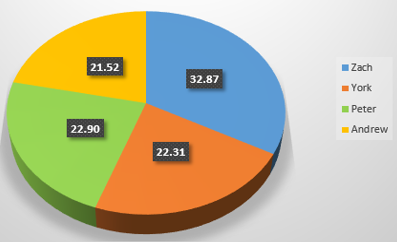 21.52
32.87
22.90
22.31
Zach
York
Peter
Andrew